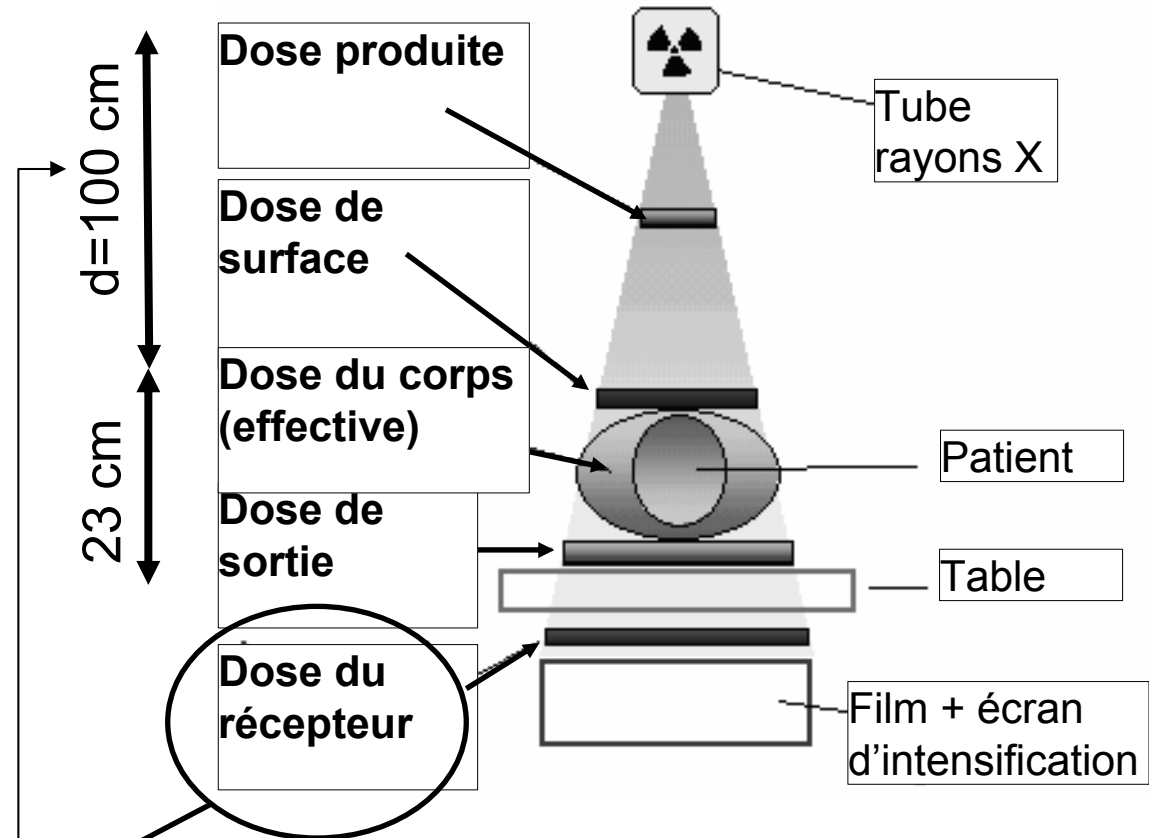 d=100 cm
23 cm
Dose produite
Dose de
surface
Dose du corps
(effective)
Dose de
sortie
Dose du
récepteur
Tube
rayons X
Patient
Table
Film + écran
d'intensification